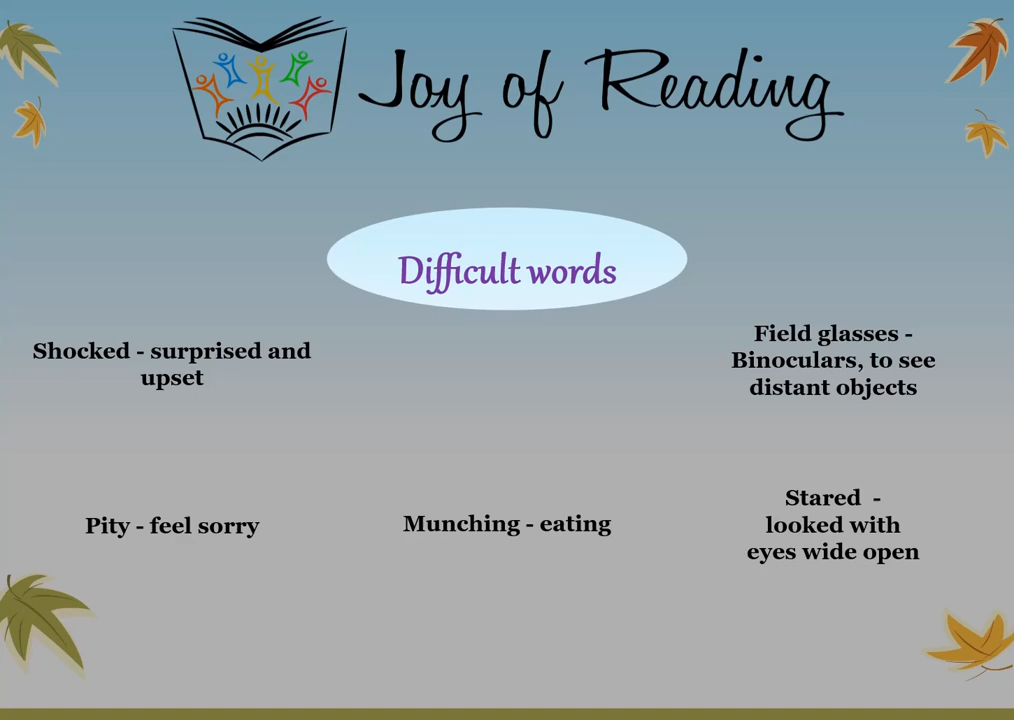 Joy of Reading
Difficult words
Shocked - surprised and
upset
Field glasses -
Binoculars, to see
distant objects
Pity - feel sorry
Munching - eating
Stared  -
looked with
eyes wide open